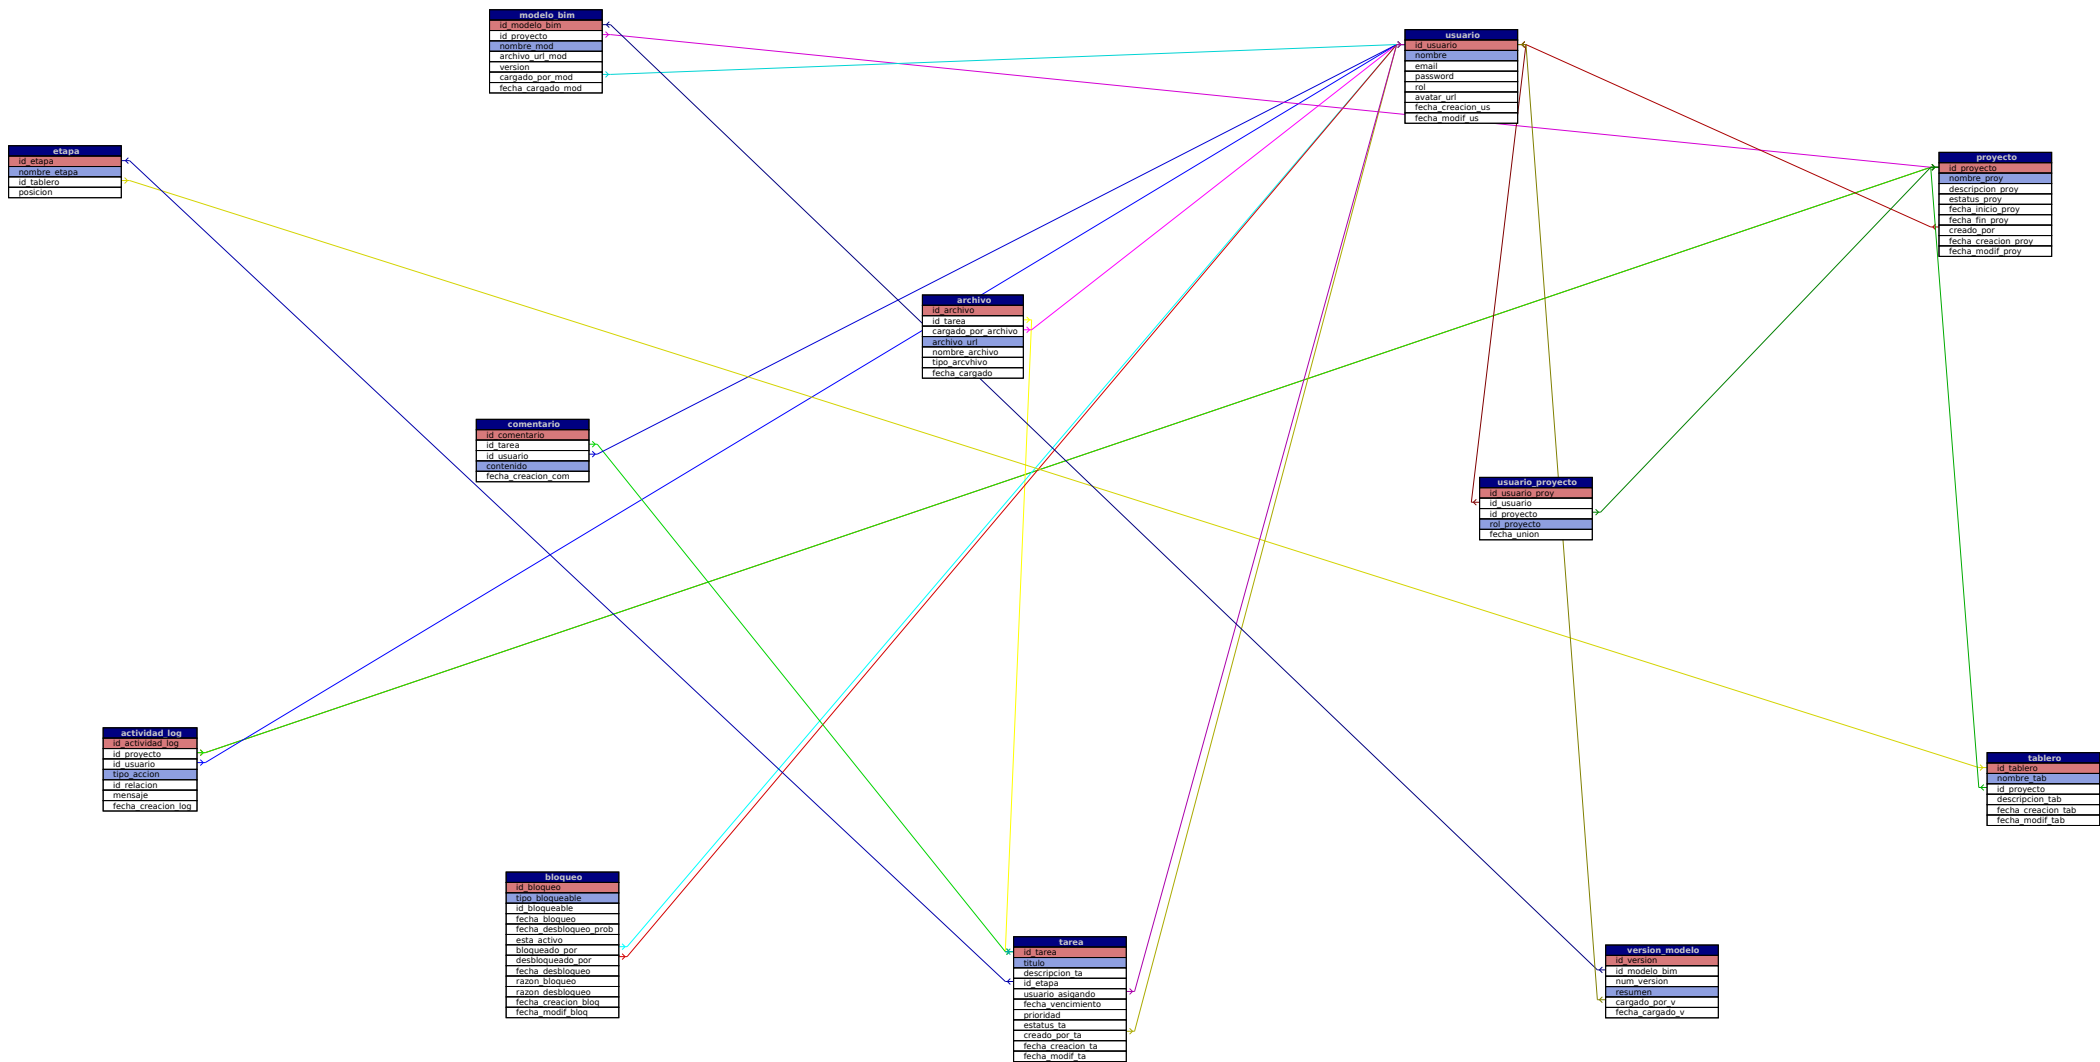 modelo_bim
id_modelo_bim
id_proyecto
nombre_mod
archivo_url_mod
version
cargado_por_mod
fecha_cargado_mod
usuario
id_usuario
nombre
email
password
rol
avatar_url
fecha_creacion_us
fecha_modif_us
etapa
id_etapa
nombre_etapa
id_tablero
posicion
proyecto
id_proyecto
nombre_proy
descripcion_proy
estatus_proy
fecha_inicio_proy
fecha_fin_proy
creado_por
fecha_creacion_proy
fecha_modif_proy
archivo
id_archivo
id_tarea
cargado_por_archivo
archivo_url
nombre_archivo
tipo_arcvhivo
fecha_cargado
comentario
id_comentario
id_tarea
id_usuario
contenido
fecha_creacion_com
usuario_proyecto
id_usuario_proy
id_usuario
id_proyecto
rol_proyecto
fecha_union
actividad_log
id_actividad_log
id_proyecto
id_usuario
tipo_accion
id_relacion
mensaje
fecha_creacion_log
tablero
id_tablero
nombre_tab
id_proyecto
descripcion_tab
fecha_creacion_tab
fecha_modif_tab
bloqueo
id_bloqueo
tipo_bloqueable
id_bloqueable
fecha_bloqueo
fecha_desbloqueo_prob
esta_activo
bloqueado_por
desbloqueado_por
fecha_desbloqueo
razon_bloqueo
razon_desbloqueo
fecha_creacion_bloq
fecha_modif_bloq
tarea
id_tarea
titulo
descripcion_ta
id_etapa
usuario_asigando
fecha_vencimiento
prioridad
estatus_ta
creado_por_ta
fecha_creacion_ta
fecha_modif_ta
version_modelo
id_version
id_modelo_bim
num_version
resumen
cargado_por_v
fecha_cargado_v